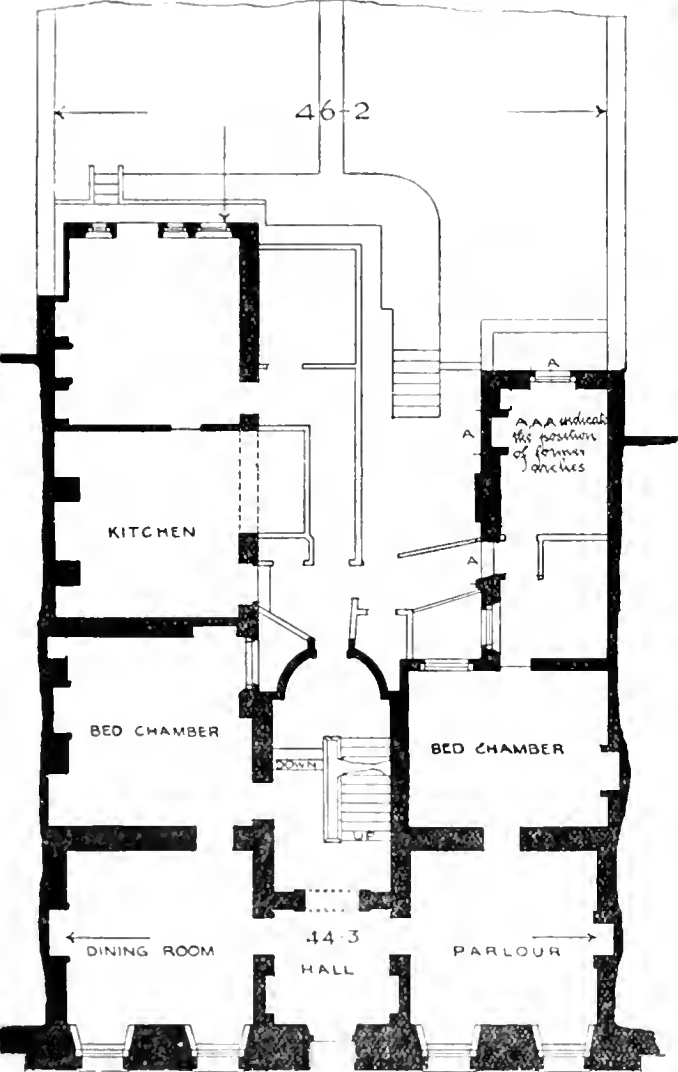 46-2
A
A
A,A,A indicate
the position
of former
arches
KITCHEN
A
BED CHAMBER
BED CHAMBER
DOWN
UP
44-3
DINING ROOM
PARLOUR
HALL